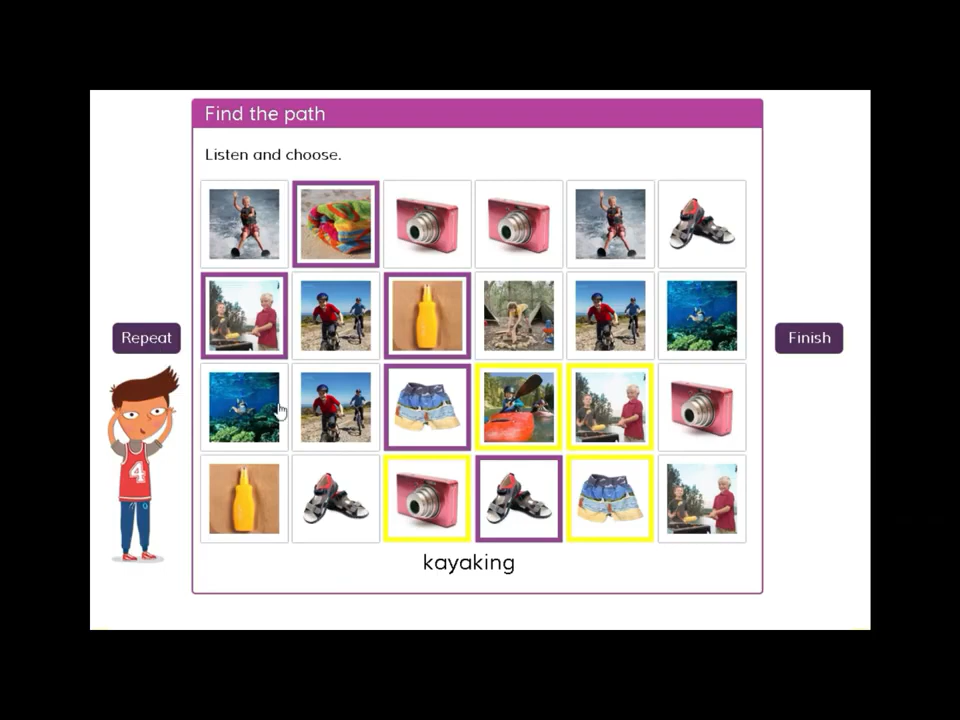 Find the path
Listen and choose.
Repeat
Finish
4
kayaking